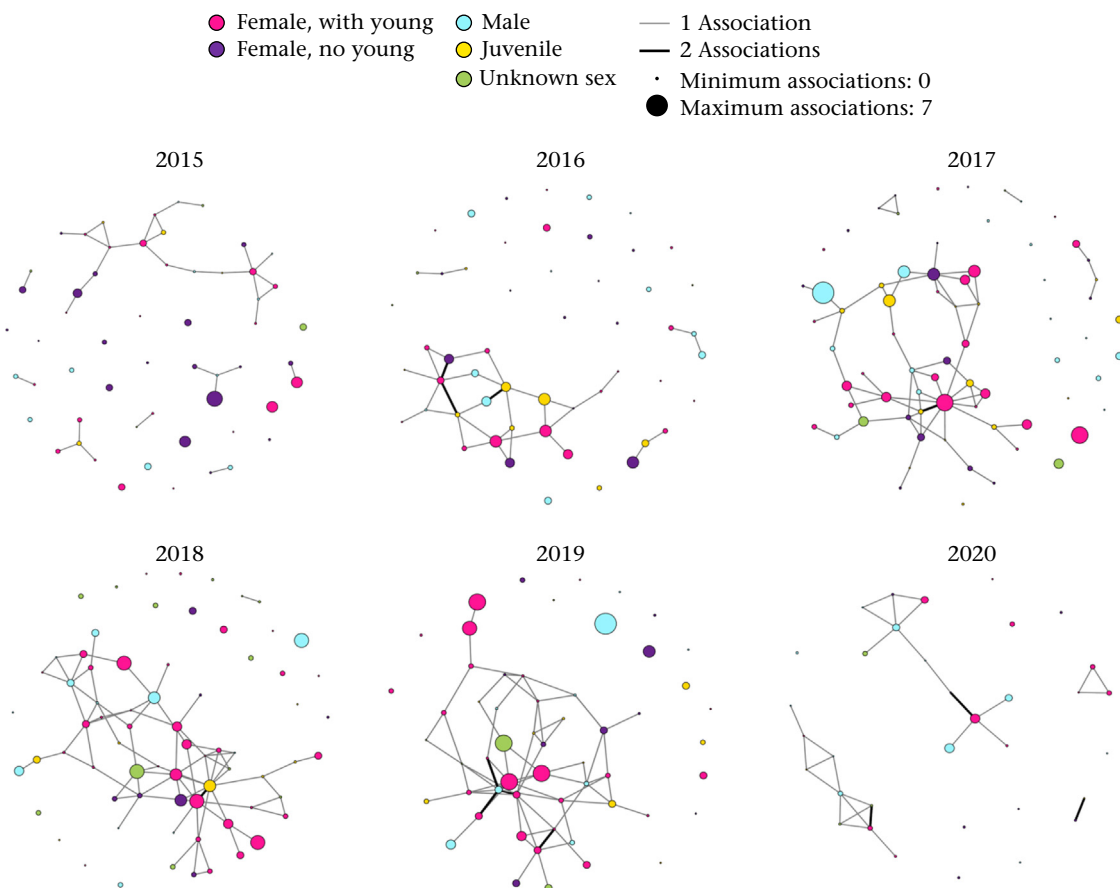 Female, with young
Female, no young
Male
Juvenile
Unknown sex
1 Association
2 Associations
Minimum associations: 0
Maximum associations: 7
2015
2016
2017
2018
2019
2020